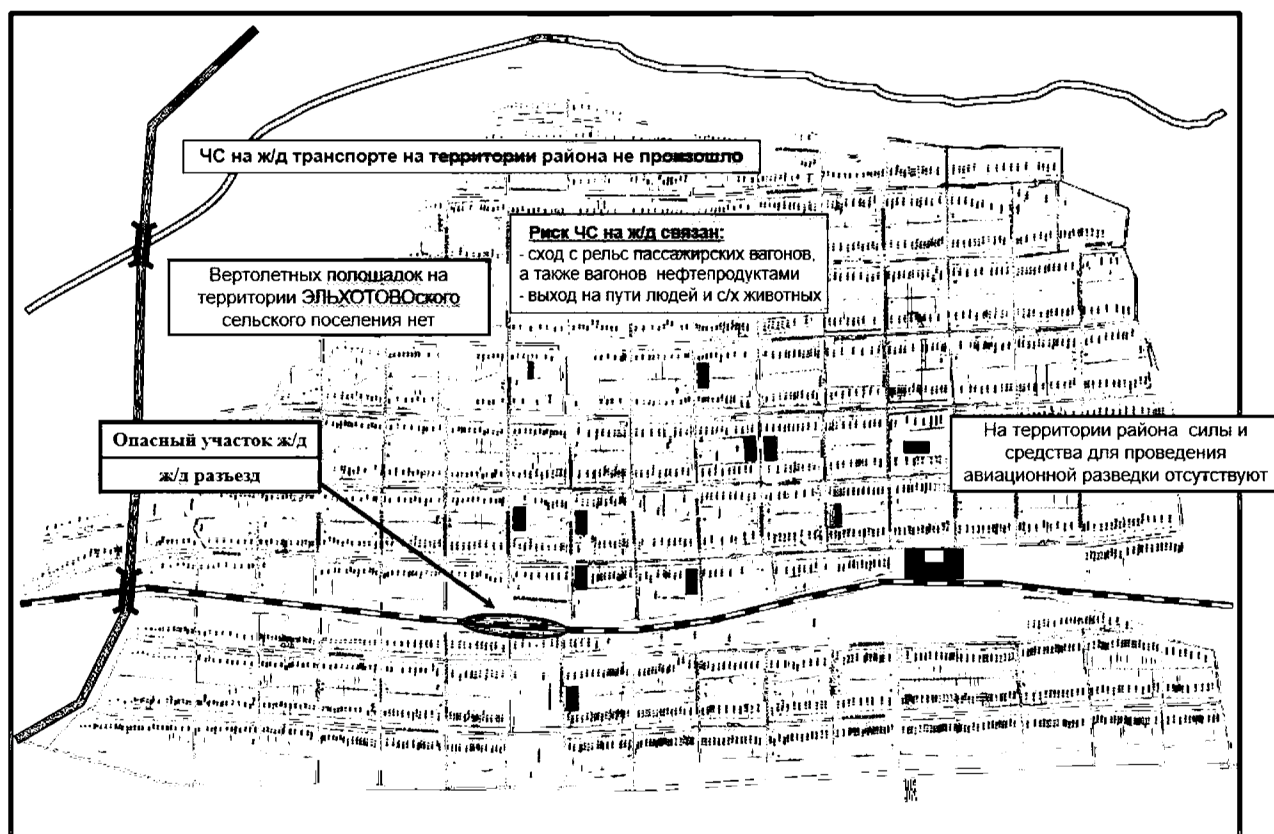 ЧС на ж/д транспорте на территории района не произошло
Риск ЧС на ж/д связан:
- сход с рельс пассажирских вагонов,
а также вагонов нефтепродуктами
- выход на пути людей и с/х животных
Вертолетных полошадок на
территории ЭЛЬХОТОВОского
сельского поселения нет
Опасный участок ж/д
ж/д разъезд
На территории района силы и
средства для проведения
авиационной разведки отсутствуют